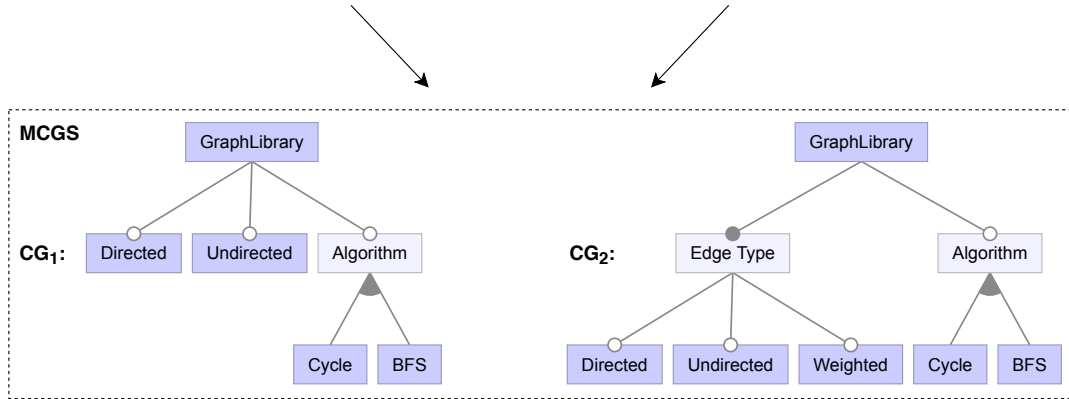 MCGS
GraphLibrary GraphLibrary
CG1: Directed Undirected Algorithm CG2: Edge Type Algorithm
Cycle BFS Directed Undirected Weighted Cycle BFS